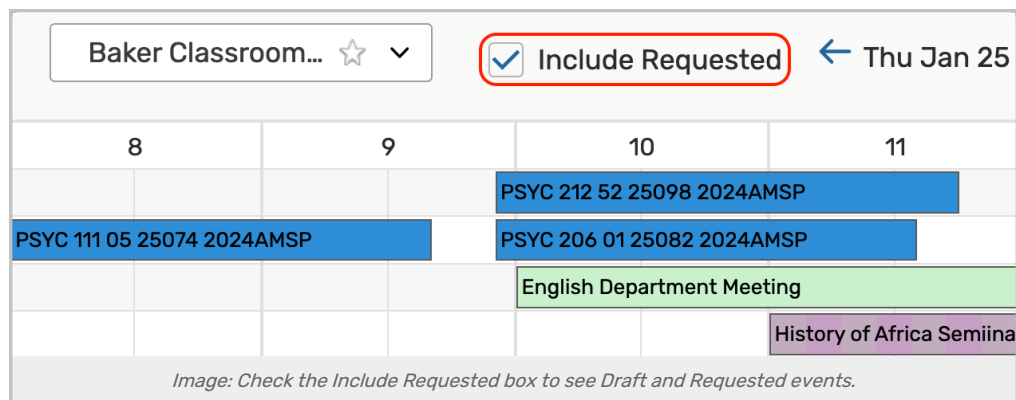 Baker Classroom...
Include Requested
Thu Jan 25
8 9 10 11
PSYC 212 52 25098 2024AMSP
PSYC 111 05 25074 2024AMSP PSYC 206 01 25082 2024AMSP
English Department Meeting
History of Africa Semiina
Image: Check the Include Requested box to see Draft and Requested events.